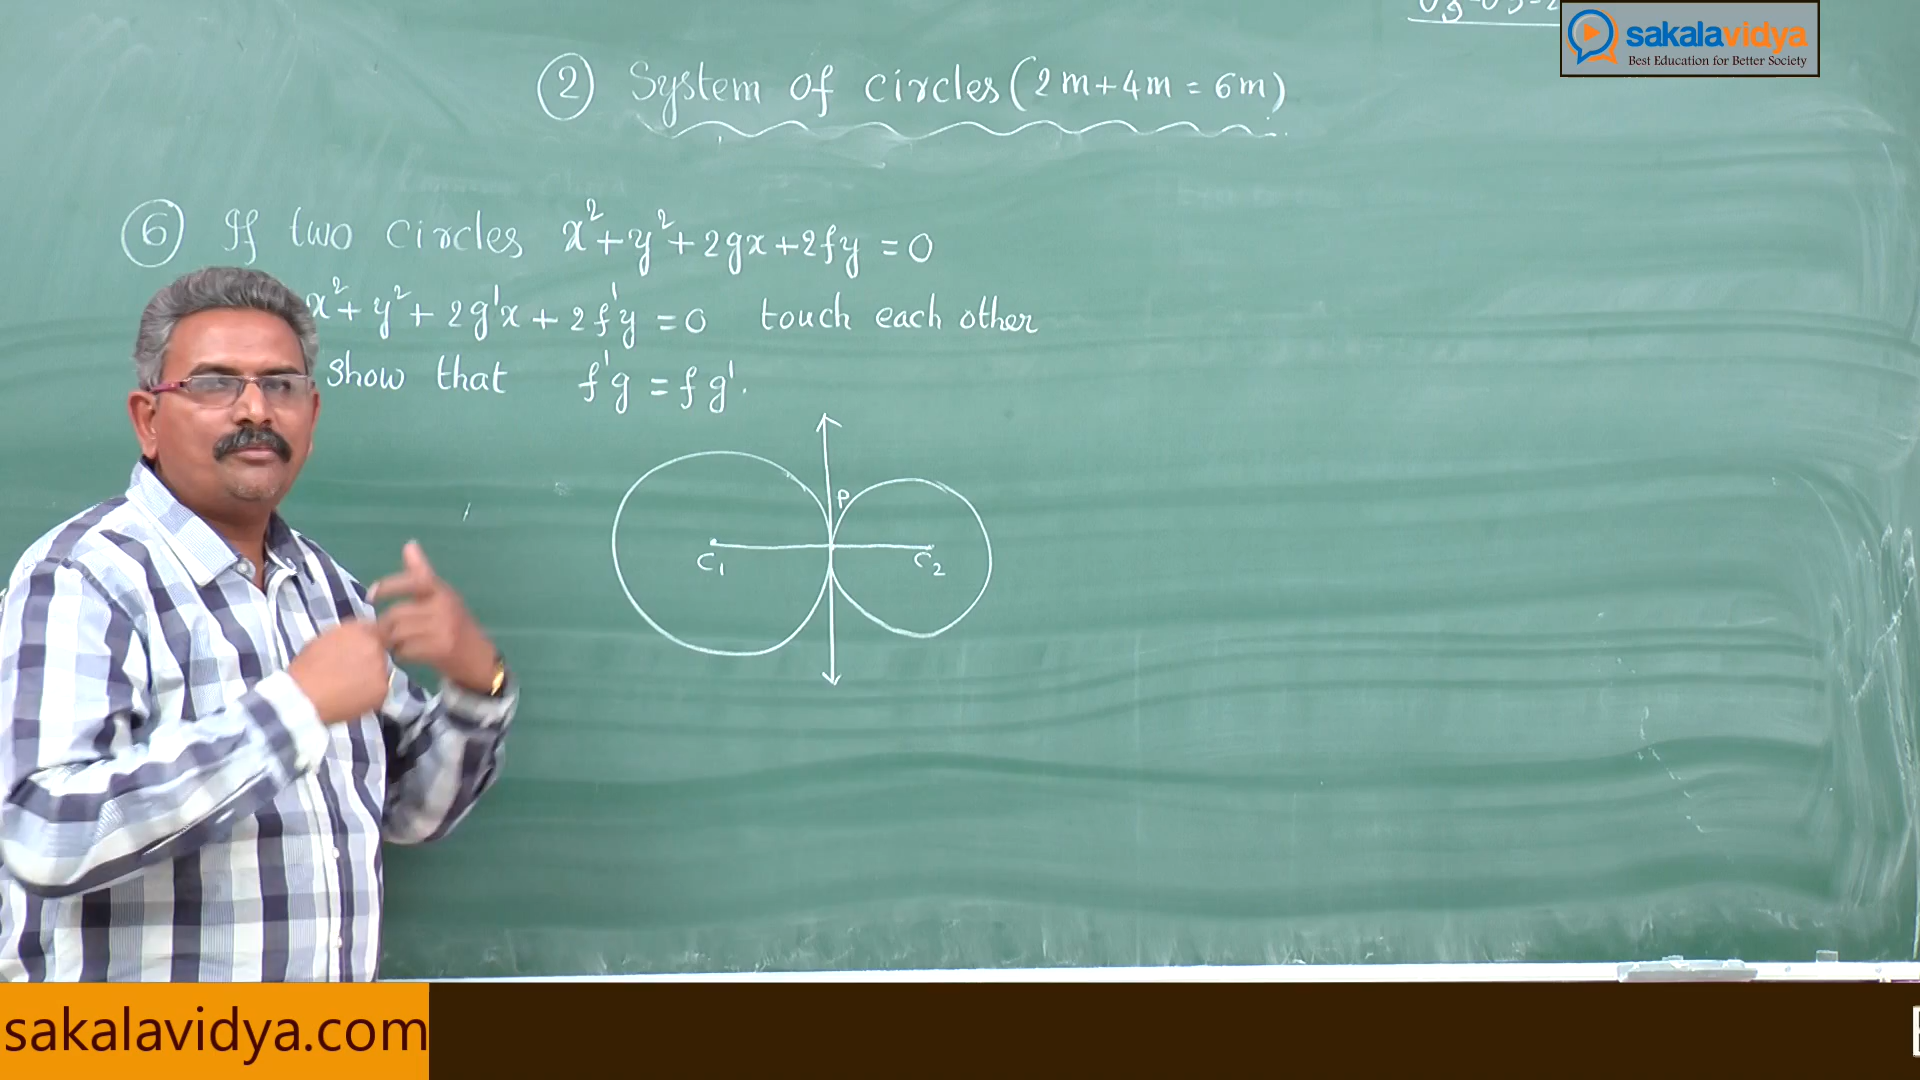 sakalavidya
Best Education for Better Society
② System of circles (2m+4m = 6m)
⑥ If two circles x²+y²+2gx+2fy = 0
x²+y²+2g'x+2f'y = 0 touch each other
show that f'g = fg'.
P
C₁ C₂
sakalavidya.com